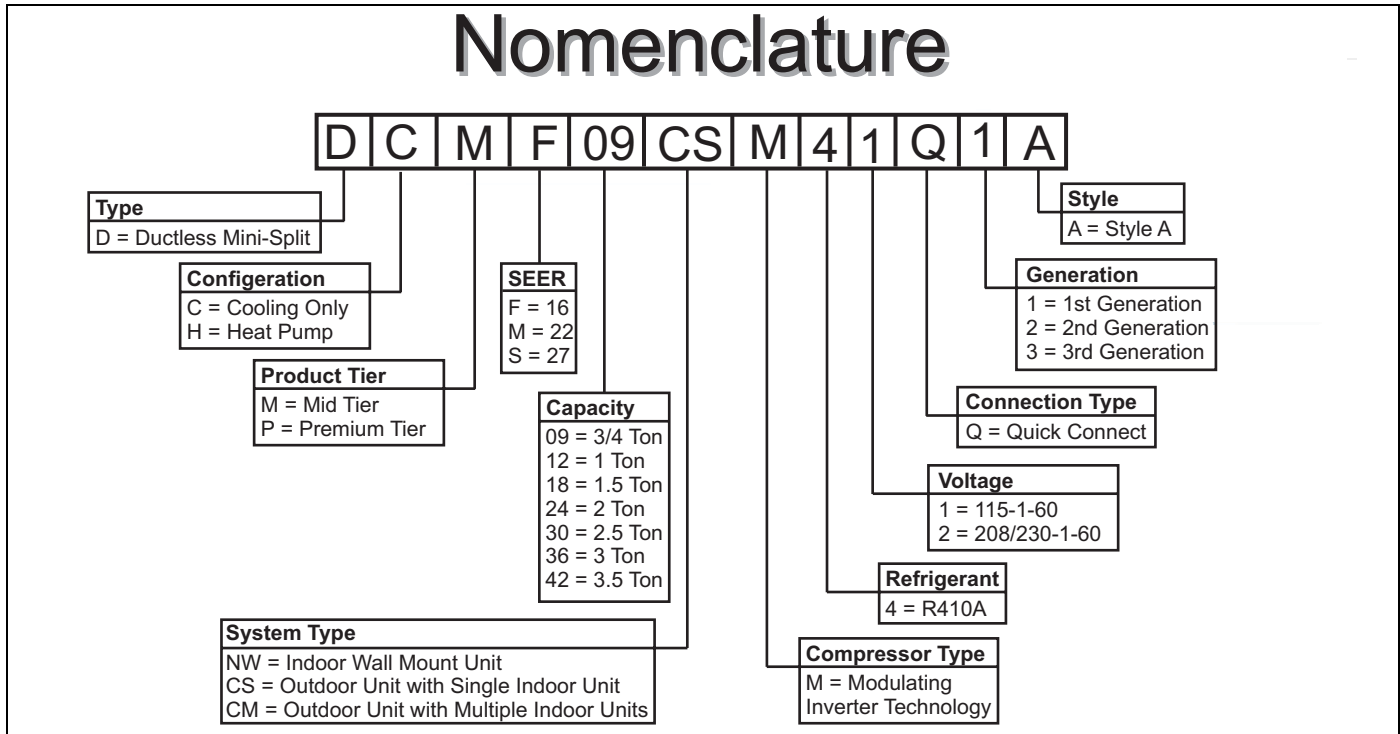 Nomenclature
D C M F 09 CS M 4 1 Q 1 A
Type
D = Ductless Mini-Split
Configeration
C = Cooling Only
H = Heat Pump
Product Tier
M = Mid Tier
P = Premium Tier
SEER
F = 16
M = 22
S = 27
Capacity
09 = 3/4 Ton
12 = 1 Ton
18 = 1.5 Ton
24 = 2 Ton
30 = 2.5 Ton
36 = 3 Ton
42 = 3.5 Ton
System Type
NW = Indoor Wall Mount Unit
CS = Outdoor Unit with Single Indoor Unit
CM = Outdoor Unit with Multiple Indoor Units
Style
A = Style A
Generation
1 = 1st Generation
2 = 2nd Generation
3 = 3rd Generation
Connection Type
Q = Quick Connect
Voltage
1 = 115-1-60
2 = 208/230-1-60
Refrigerant
4 = R410A
Compressor Type
M = Modulating
Inverter Technology